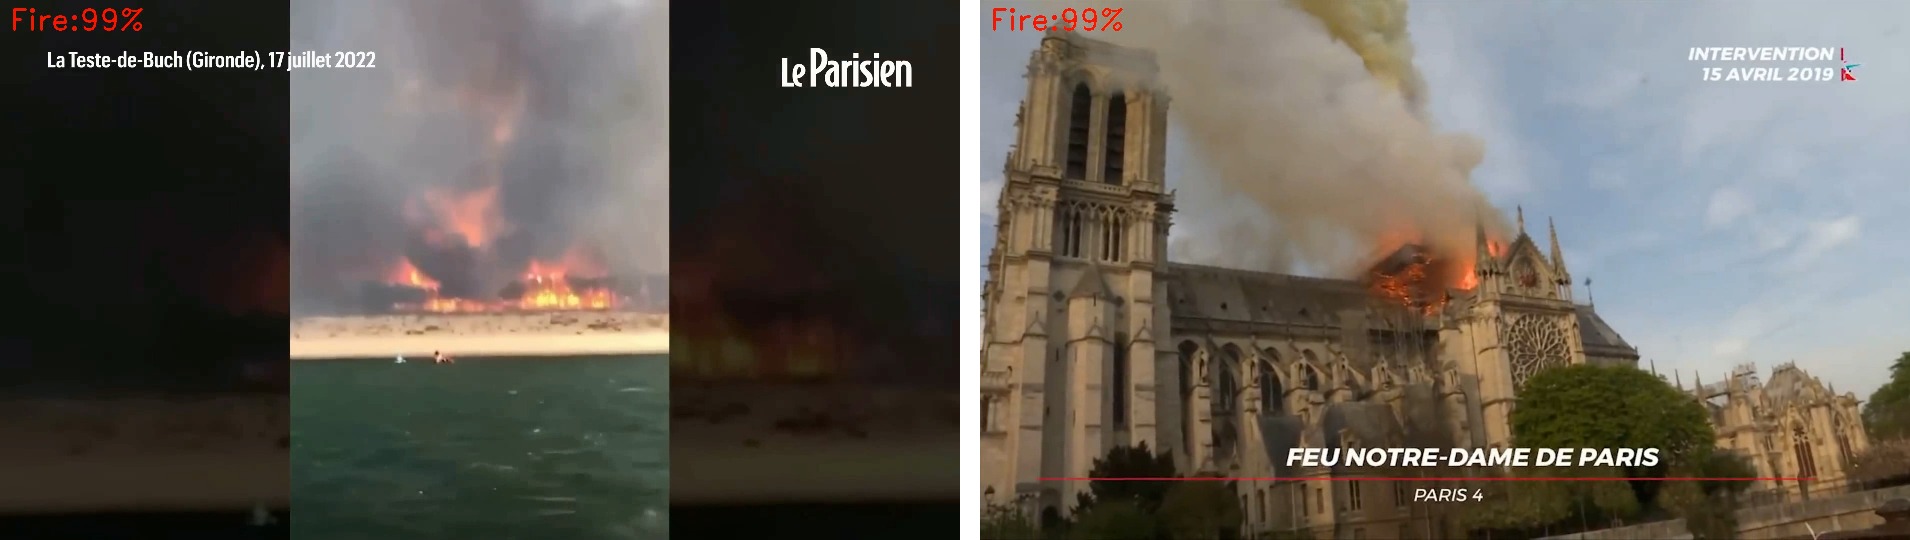 Fire:99%
La Teste-de-Buch (Gironde), 17 juillet 2022
Le Parisien
Fire:99%
INTERVENTION
15 AVRIL 2019
FEU NOTRE-DAME DE PARIS
PARIS 4